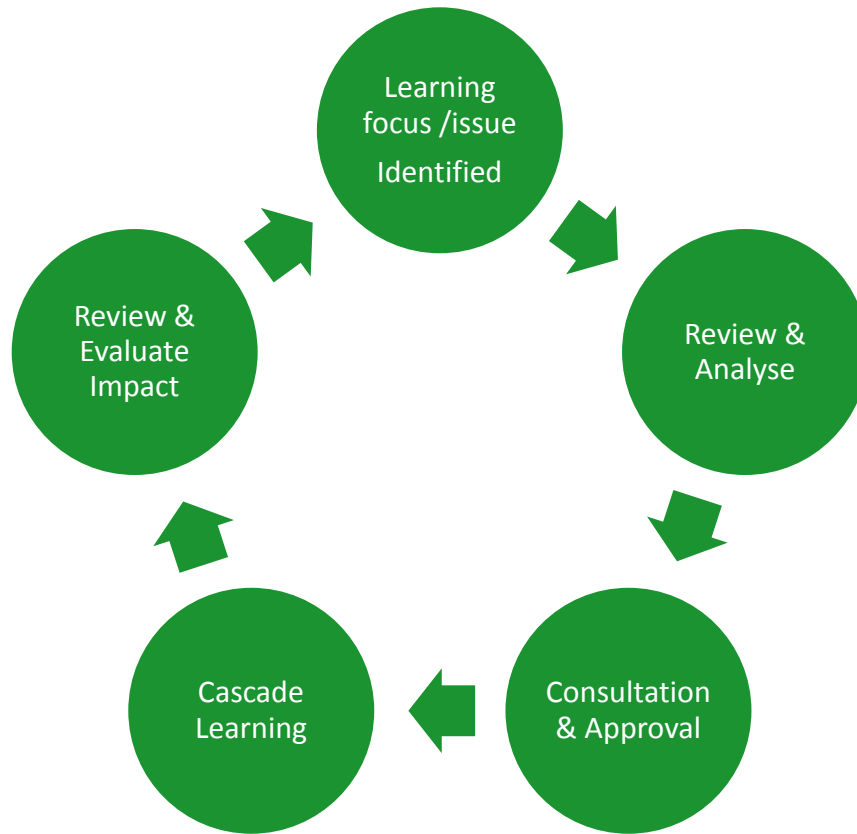 Learning
focus /issue
Identified
Review &
Analyse
Consultation
& Approval
Cascade
Learning
Review &
Evaluate
Impact